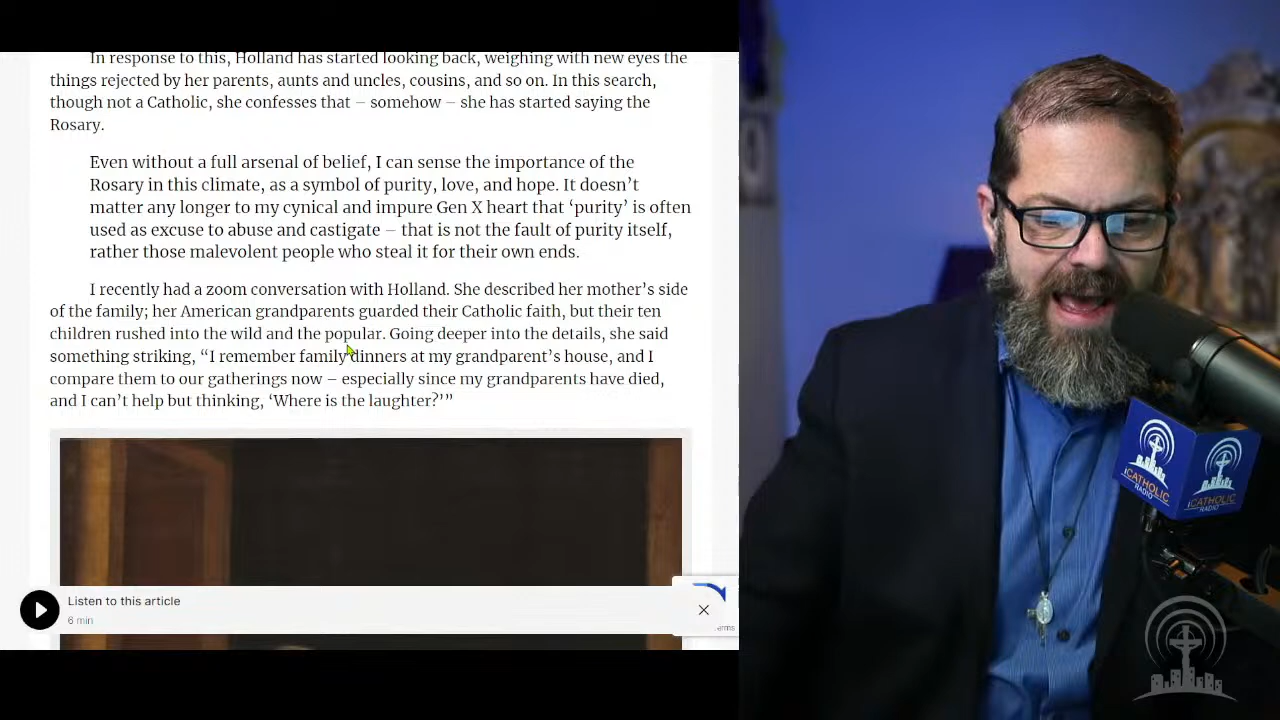 In response to this, Holland has started looking back, weighing with new eyes the
things rejected by her parents, aunts and uncles, cousins, and so on. In this search,
though not a Catholic, she confesses that – somehow – she has started saying the
Rosary.
Even without a full arsenal of belief, I can sense the importance of the
Rosary in this climate, as a symbol of purity, love, and hope. It doesn’t
matter any longer to my cynical and impure Gen X heart that ‘purity’ is often
used as excuse to abuse and castigate – that is not the fault of purity itself,
rather those malevolent people who steal it for their own ends.
I recently had a zoom conversation with Holland. She described her mother’s side
of the family; her American grandparents guarded their Catholic faith, but their ten
children rushed into the wild and the popular. Going deeper into the details, she said
something striking, “I remember family dinners at my grandparent’s house, and I
compare them to our gatherings now – especially since my grandparents have died,
and I can’t help but thinking, ‘Where is the laughter?’”
Listen to this article
6 min
iCATHOLIC
RADIO
iCATHOLIC
RADIO